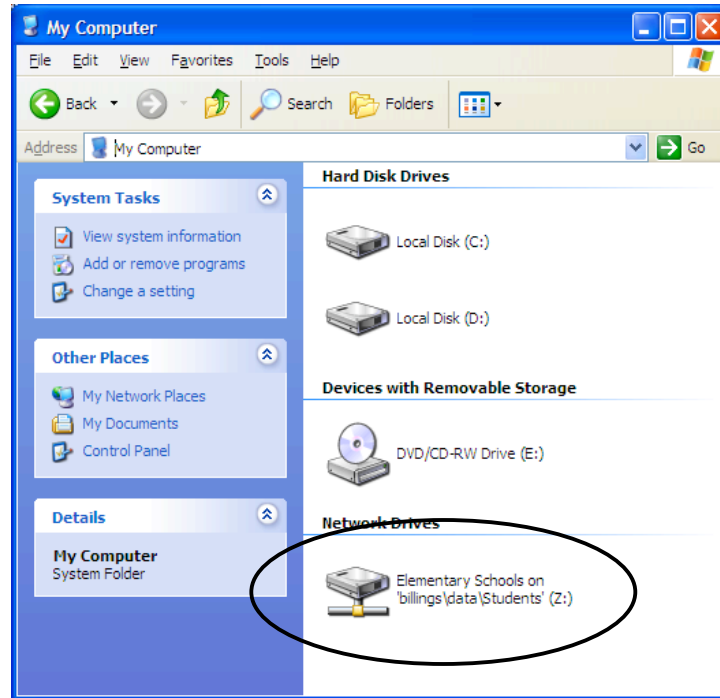 My Computer
File Edit View Favorites Tools Help
Back Search Folders
Address My Computer Go
System Tasks
View system information
Add or remove programs
Change a setting
Other Places
My Network Places
My Documents
Control Panel
Details
My Computer
System Folder
Hard Disk Drives
Local Disk (C:)
Local Disk (D:)
Devices with Removable Storage
DVD/CD-RW Drive (E:)
Network Drives
Elementary Schools on
'billings\data\Students' (Z:)